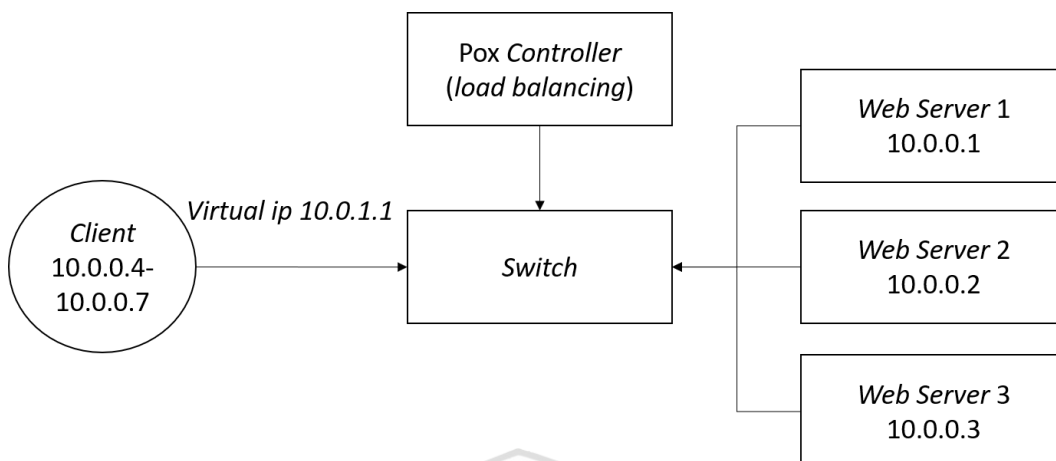 Pox Controller
(load balancing)
Web Server 1
10.0.0.1
Virtual ip 10.0.1.1
Client
10.0.0.4-
10.0.0.7
Switch
Web Server 2
10.0.0.2
Web Server 3
10.0.0.3